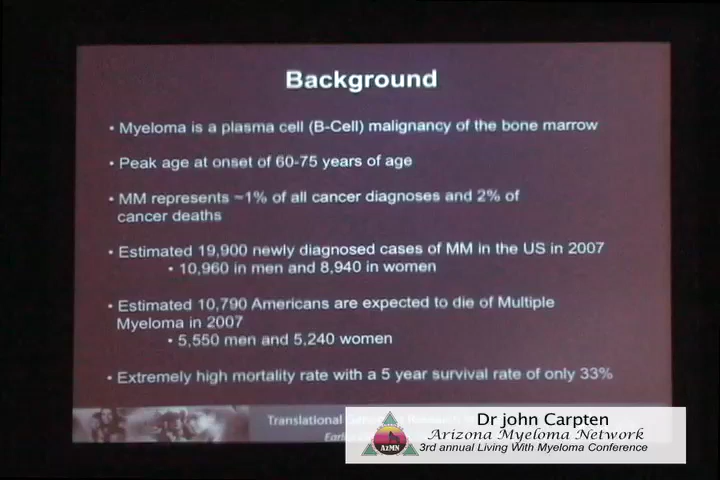 Background
• Myeloma is a plasma cell (B-Cell) malignancy of the bone marrow
• Peak age at onset of 60-75 years of age
• MM represents ~1% of all cancer diagnoses and 2% of
cancer deaths
• Estimated 19,900 newly diagnosed cases of MM in the US in 2007
• 10,960 in men and 8,940 in women
• Estimated 10,790 Americans are expected to die of Multiple
Myeloma in 2007
• 5,550 men and 5,240 women
• Extremely high mortality rate with a 5 year survival rate of only 33%
Translational
Dr john Carpten
Arizona Myeloma Network
3rd annual Living With Myeloma Conference
AzMN